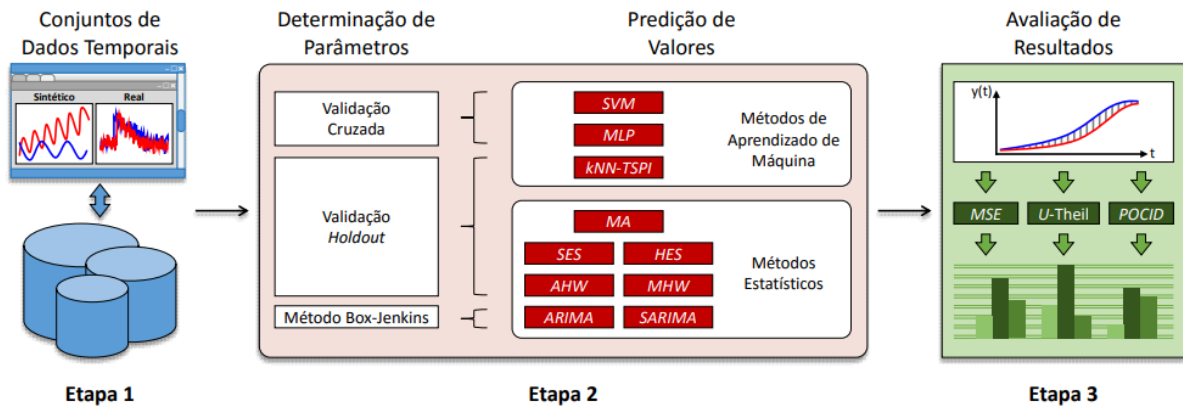 Conjuntos de
Dados Temporais
Sintético
Real
Etapa 1
Determinação de
Parâmetros
Predição de
Valores
Validação
Cruzada
Validação
Holdout
Método Box-Jenkins
SVM
MLP
kNN-TSPI
Métodos de
Aprendizado de
Máquina
MA
SES
HES
AHW
MHW
ARIMA
SARIMA
Métodos
Estatísticos
Etapa 2
Avaliação de
Resultados
y(t)
t
MSE
U-Theil
POCID
Etapa 3